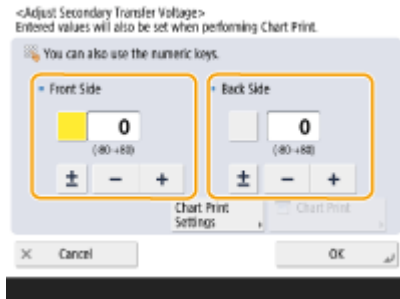 <Adjust Secondary Transfer Voltage>
Entered values will also be set when performing Chart Print.
You can also use the numeric keys.
Front Side
Back Side
0
0
(-80-+80)
(-80-+80)
± − +
± − +
Chart Print
Settings
Chart Print
× Cancel
OK